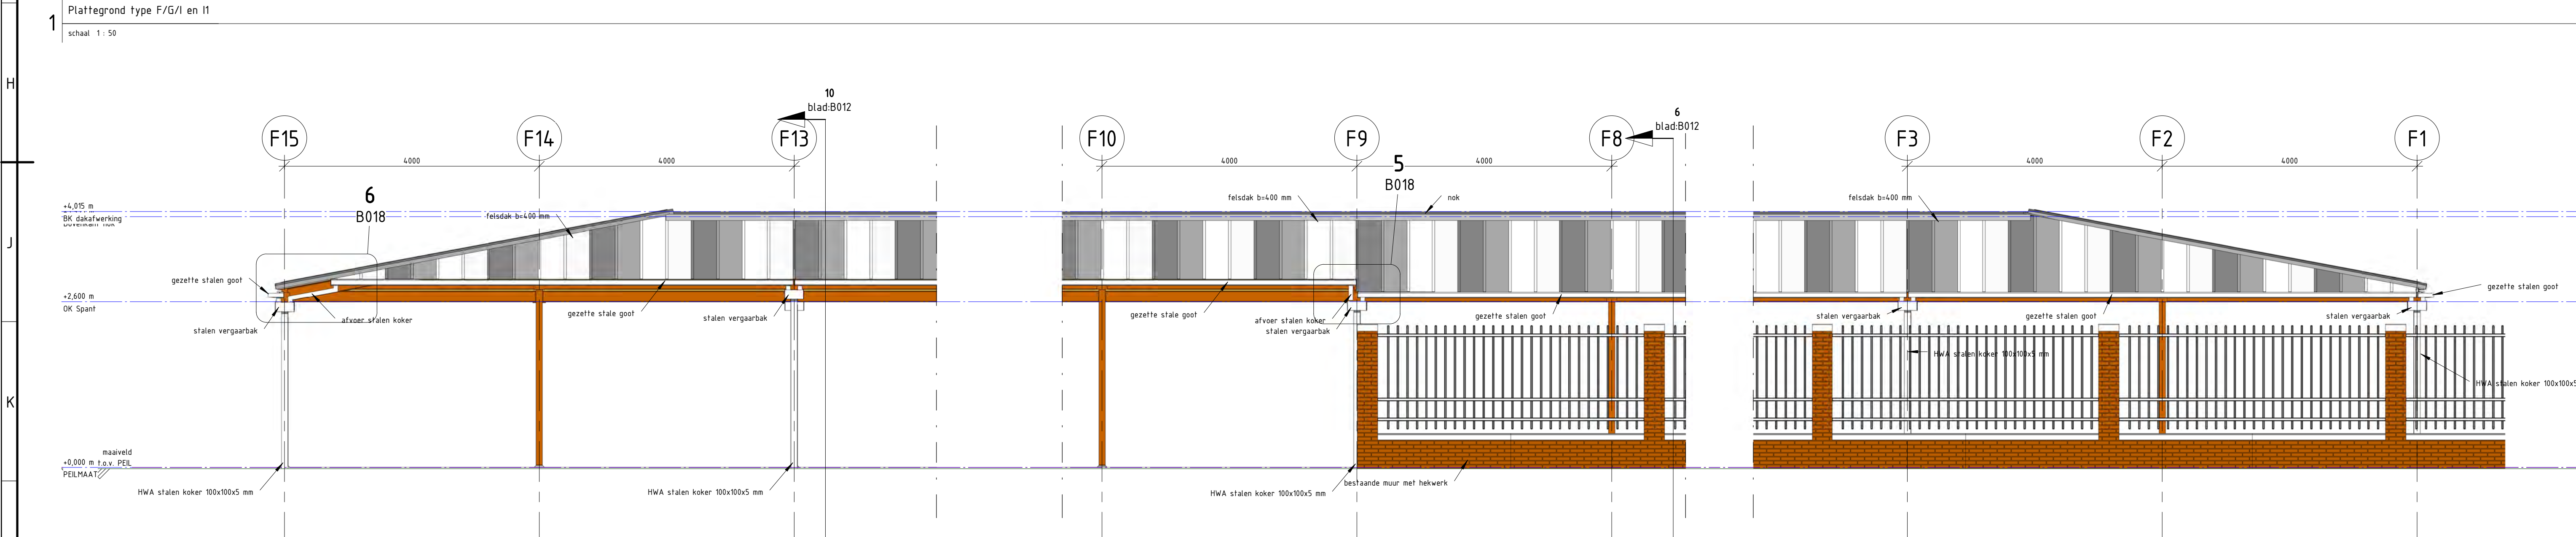 1
Plattegrond type F/G/I en I1
schaal 1 : 50
H
J
K
10
blad:B012
6
blad:B012
F15
F14
F13
F10
F9
F8
F3
F2
F1
4000
4000
4000
4000
4000
4000
6
B018
5
B018
+4,015 m
BK dakafwerking
bovenkant nok
felsdak b=400 mm
felsdak b=400 mm
nok
felsdak b=400 mm
gezette stalen goot
+2,600 m
OK Spant
stalen vergaarbak
afvoer stalen koker
gezette stale goot
stalen vergaarbak
gezette stale goot
afvoer stalen koker
stalen vergaarbak
gezette stalen goot
stalen vergaarbak
gezette stalen goot
stalen vergaarbak
gezette stalen goot
HWA stalen koker 100x100x5 mm
HWA stalen koker 100x100x5
maaiveld
+0,000 m t.o.v. PEIL
PEILMAAT
HWA stalen koker 100x100x5 mm
HWA stalen koker 100x100x5 mm
HWA stalen koker 100x100x5 mm
bestaande muur met hekwerk